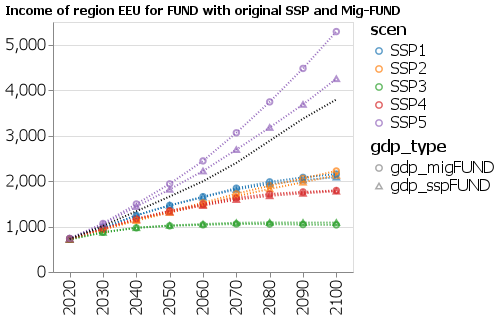 Income of region EEU for FUND with original SSP and Mig-FUND
5,000
4,000
3,000
2,000
1,000
0
2020
2030
2040
2050
2060
2070
2080
2090
2100
scen
SSP1
SSP2
SSP3
SSP4
SSP5
gdp_type
gdp_migFUND
gdp_sspFUND